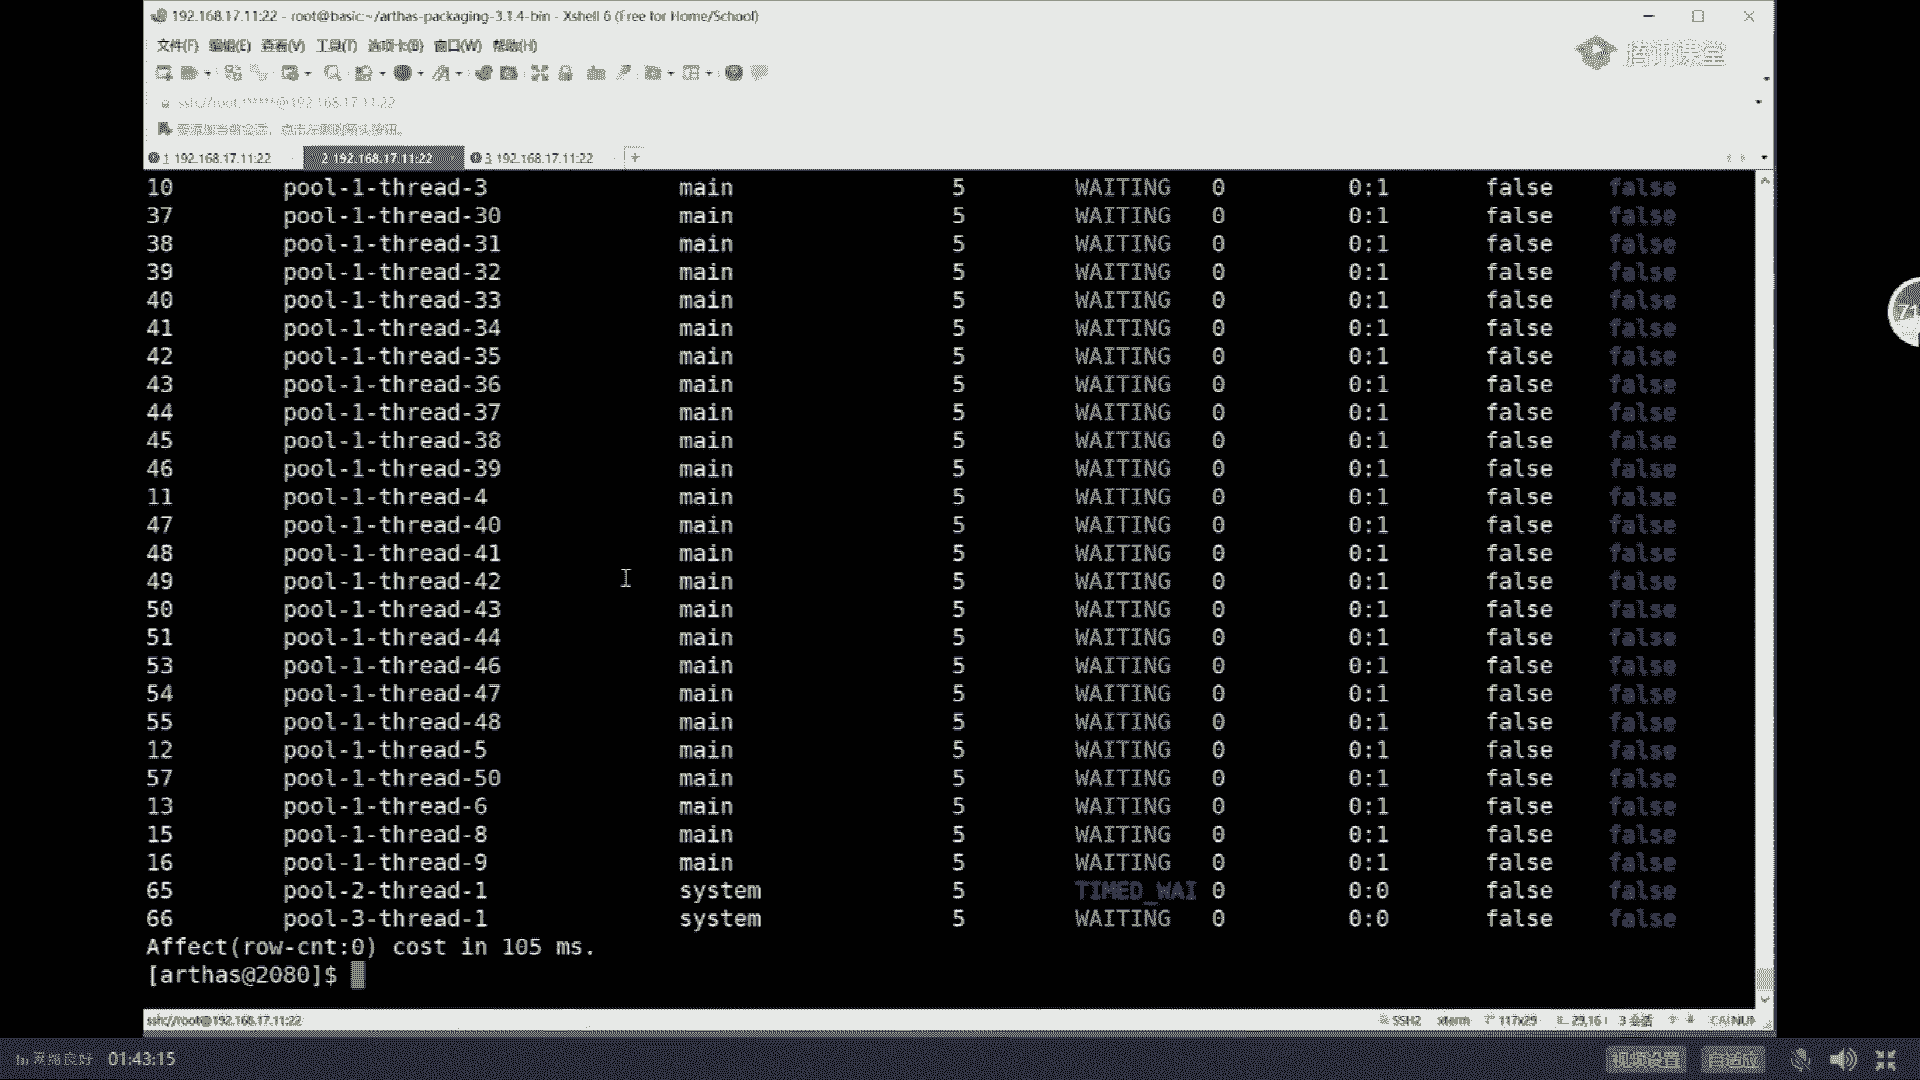 192.168.17.11:22 - root@basic:~/arthas-packaging-3.1.4-bin - Xshell 6 (Free for Home/School)
文件(F) 编辑(E) 查看(V) 工具(T) 选项卡(B) 窗口(W) 帮助(H)
腾讯课堂
ssh://root:*****@192.168.17.11:22
要添加当前会话，点击左侧的箭头按钮。
1 192.168.17.11:22 2 192.168.17.11:22 3 192.168.17.11:22 +
10 pool-1-thread-3 main 5 WAITING 0 0:1 false false
37 pool-1-thread-30 main 5 WAITING 0 0:1 false false
38 pool-1-thread-31 main 5 WAITING 0 0:1 false false
39 pool-1-thread-32 main 5 WAITING 0 0:1 false false
40 pool-1-thread-33 main 5 WAITING 0 0:1 false false
41 pool-1-thread-34 main 5 WAITING 0 0:1 false false
42 pool-1-thread-35 main 5 WAITING 0 0:1 false false
43 pool-1-thread-36 main 5 WAITING 0 0:1 false false
44 pool-1-thread-37 main 5 WAITING 0 0:1 false false
45 pool-1-thread-38 main 5 WAITING 0 0:1 false false
46 pool-1-thread-39 main 5 WAITING 0 0:1 false false
11 pool-1-thread-4 main 5 WAITING 0 0:1 false false
47 pool-1-thread-40 main 5 WAITING 0 0:1 false false
48 pool-1-thread-41 main 5 WAITING 0 0:1 false false
49 pool-1-thread-42 main 5 WAITING 0 0:1 false false
50 pool-1-thread-43 main 5 WAITING 0 0:1 false false
51 pool-1-thread-44 main 5 WAITING 0 0:1 false false
53 pool-1-thread-46 main 5 WAITING 0 0:1 false false
54 pool-1-thread-47 main 5 WAITING 0 0:1 false false
55 pool-1-thread-48 main 5 WAITING 0 0:1 false false
12 pool-1-thread-5 main 5 WAITING 0 0:1 false false
57 pool-1-thread-50 main 5 WAITING 0 0:1 false false
13 pool-1-thread-6 main 5 WAITING 0 0:1 false false
15 pool-1-thread-8 main 5 WAITING 0 0:1 false false
16 pool-1-thread-9 main 5 WAITING 0 0:1 false false
65 pool-2-thread-1 system 5 TIMED_WAI 0 0:0 false false
66 pool-3-thread-1 system 5 WAITING 0 0:0 false false
Affect(row-cnt:0) cost in 105 ms.
[arthas@2080]$
ssh://root@192.168.17.11:22 SSH2 xterm 117x29 29,16 3 会话 CAP NUM
网络良好 01:43:15 视频设置 自适应